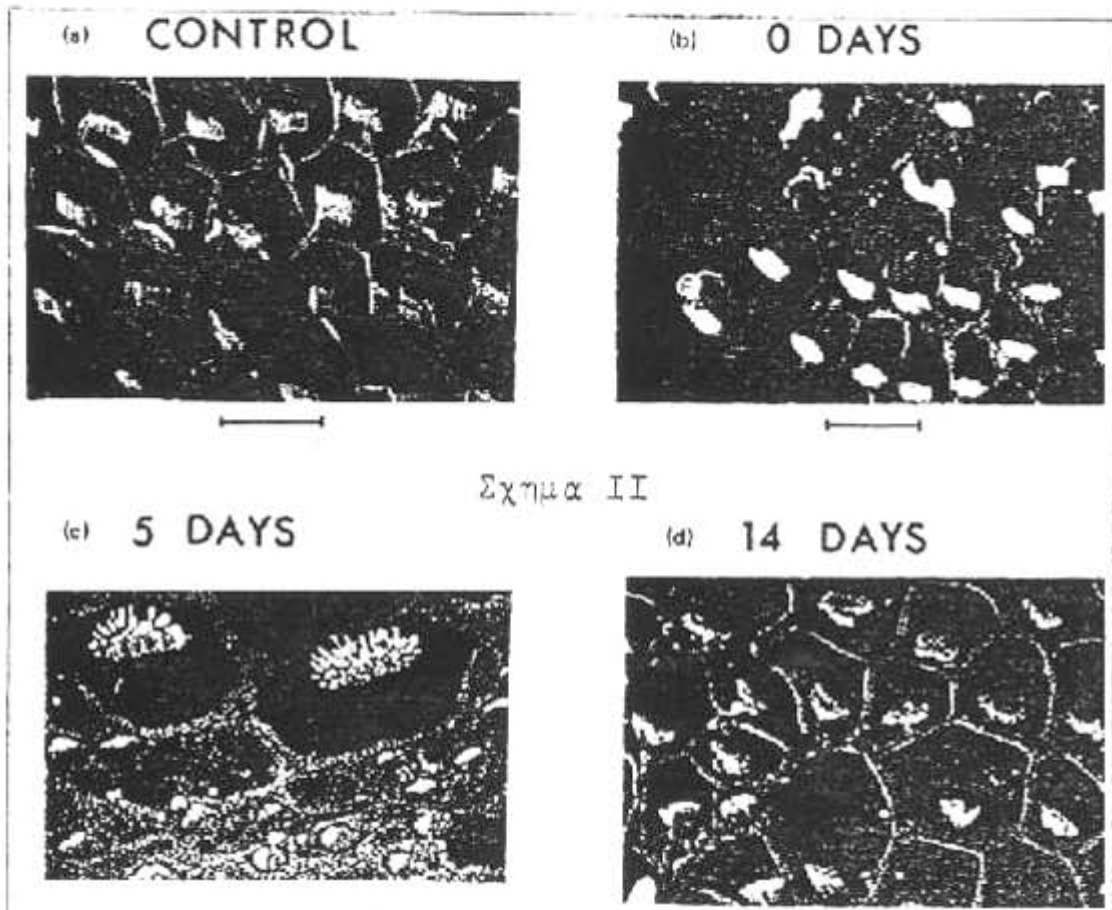 (a) CONTROL
(b) 0 DAYS
Σχημα II
(c) 5 DAYS
(d) 14 DAYS